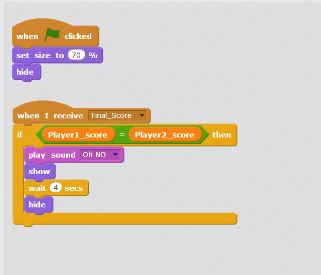 when clicked
set size to 70 %
hide
when I receive Final_Score
if Player1_score = Player2_score then
play sound Oh NO
show
wait 4 secs
hide